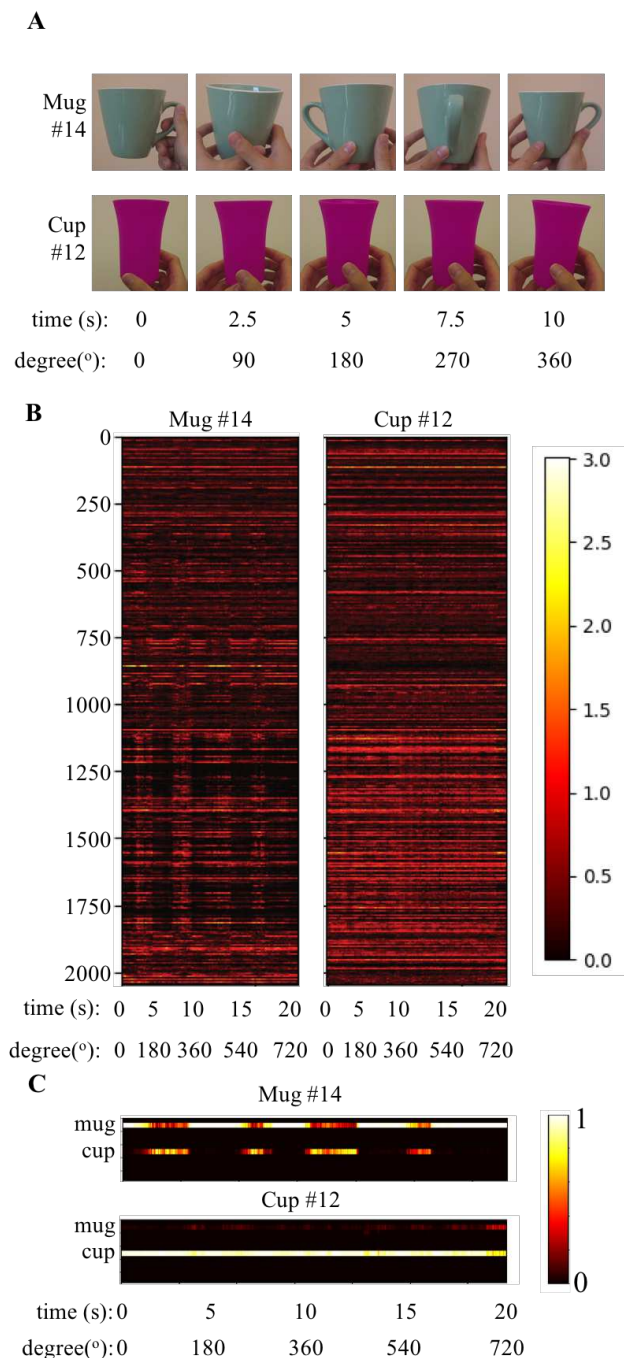 A
Mug
#14
Cup
#12
time (s): 0 2.5 5 7.5 10
degree(º): 0 90 180 270 360
B
Mug #14 Cup #12
0
250
500
750
1000
1250
1500
1750
2000
3.0
2.5
2.0
1.5
1.0
0.5
0.0
time (s): 0 5 10 15 20 0 5 10 15 20
degree(º): 0 180 360 540 720 0 180 360 540 720
C
Mug #14
mug
cup
Cup #12
mug
cup
1
0
time (s): 0 5 10 15 20
degree(º): 0 180 360 540 720